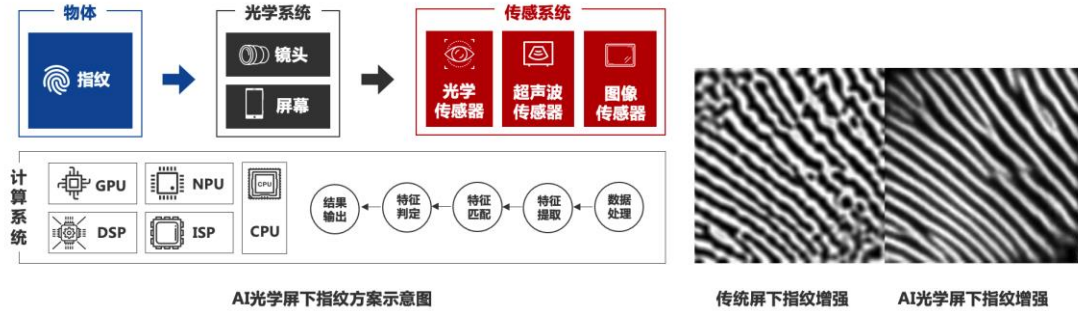 物体
指纹
光学系统
镜头
屏幕
传感系统
光学
传感器
超声波
传感器
图像
传感器
计算系统
GPU
NPU
DSP
ISP
CPU
CPU
结果
输出
特征
判定
特征
匹配
特征
提取
数据
处理
AI光学屏下指纹方案示意图
传统屏下指纹增强
AI光学屏下指纹增强